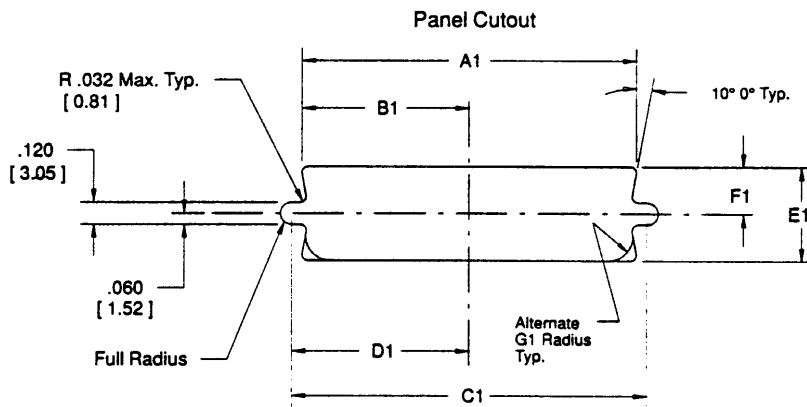 Panel Cutout
A1
R .032 Max. Typ.
[ 0.81 ]
10° 0° Typ.
B1
.120
[ 3.05 ]
F1
E1
.060
[ 1.52 ]
Alternate
G1 Radius
Typ.
Full Radius
D1
C1